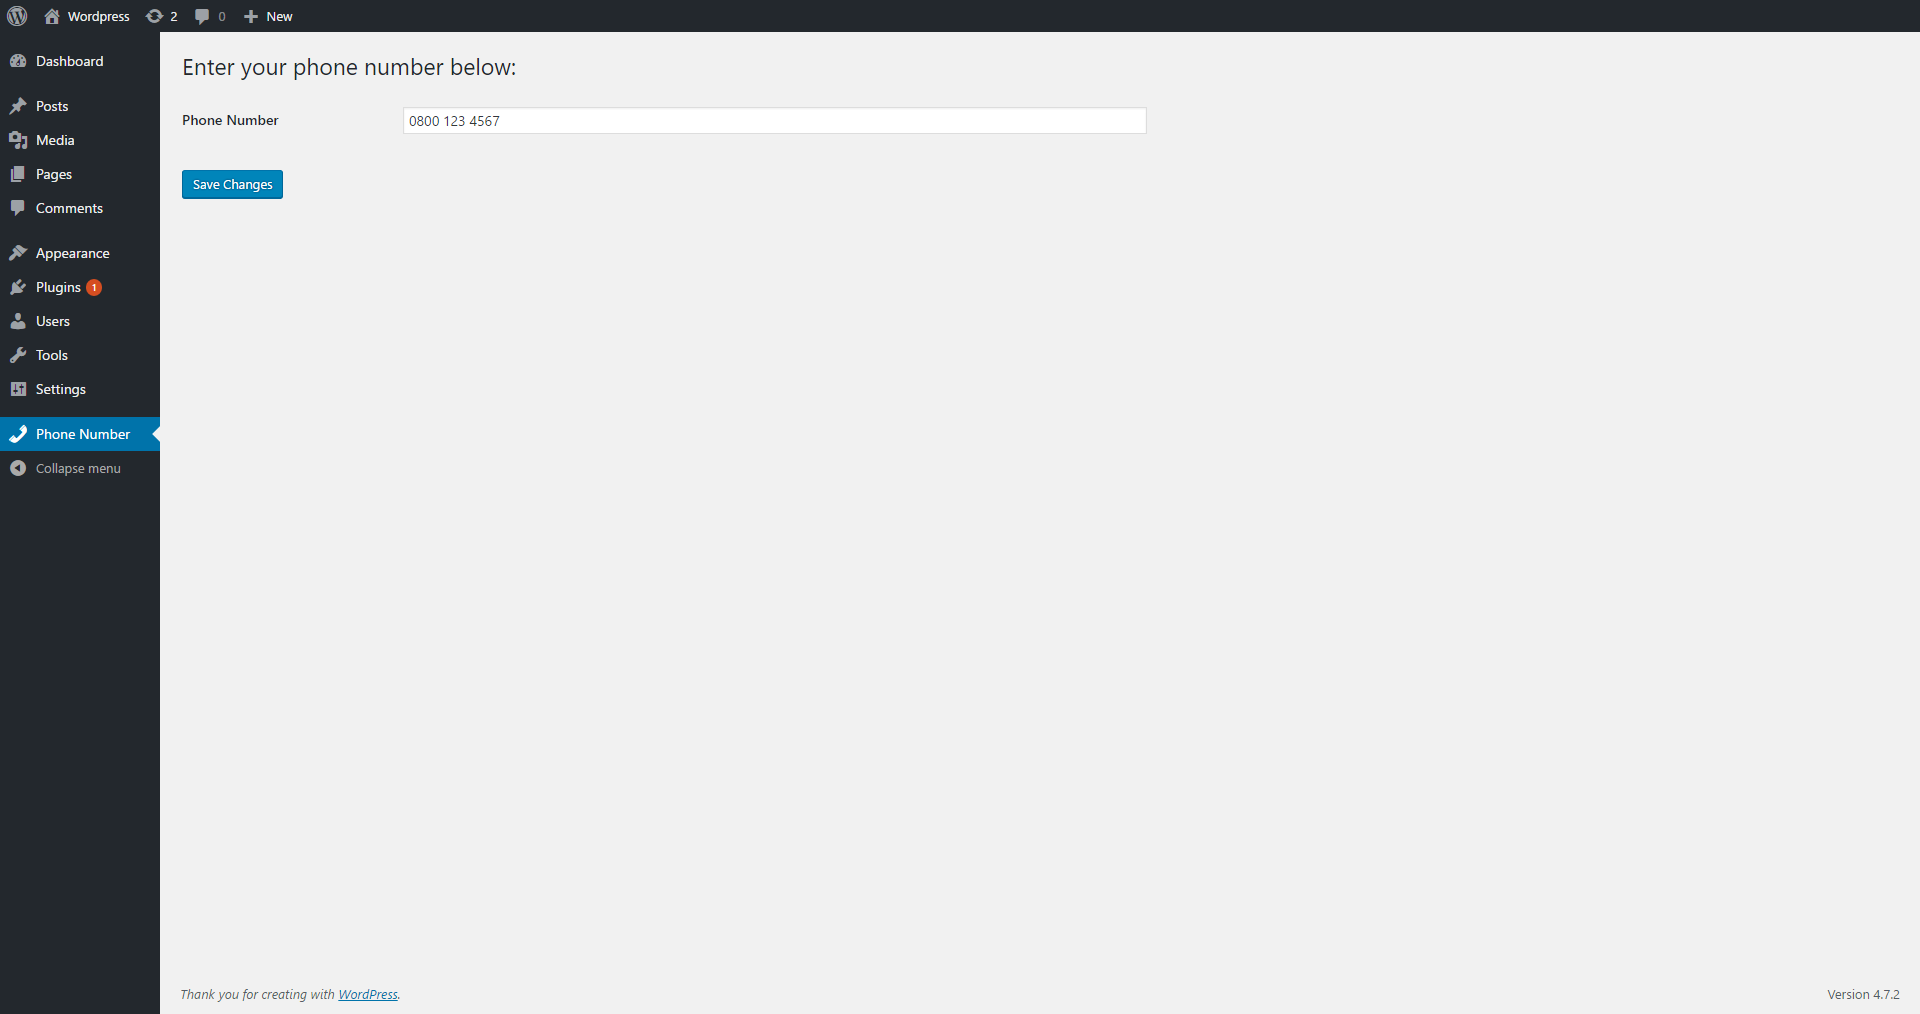 Wordpress 2 0 New
Dashboard
Posts
Media
Pages
Comments
Appearance
Plugins 1
Users
Tools
Settings
Phone Number
Collapse menu
Enter your phone number below:
Phone Number 0800 123 4567
Save Changes
Thank you for creating with WordPress.
Version 4.7.2